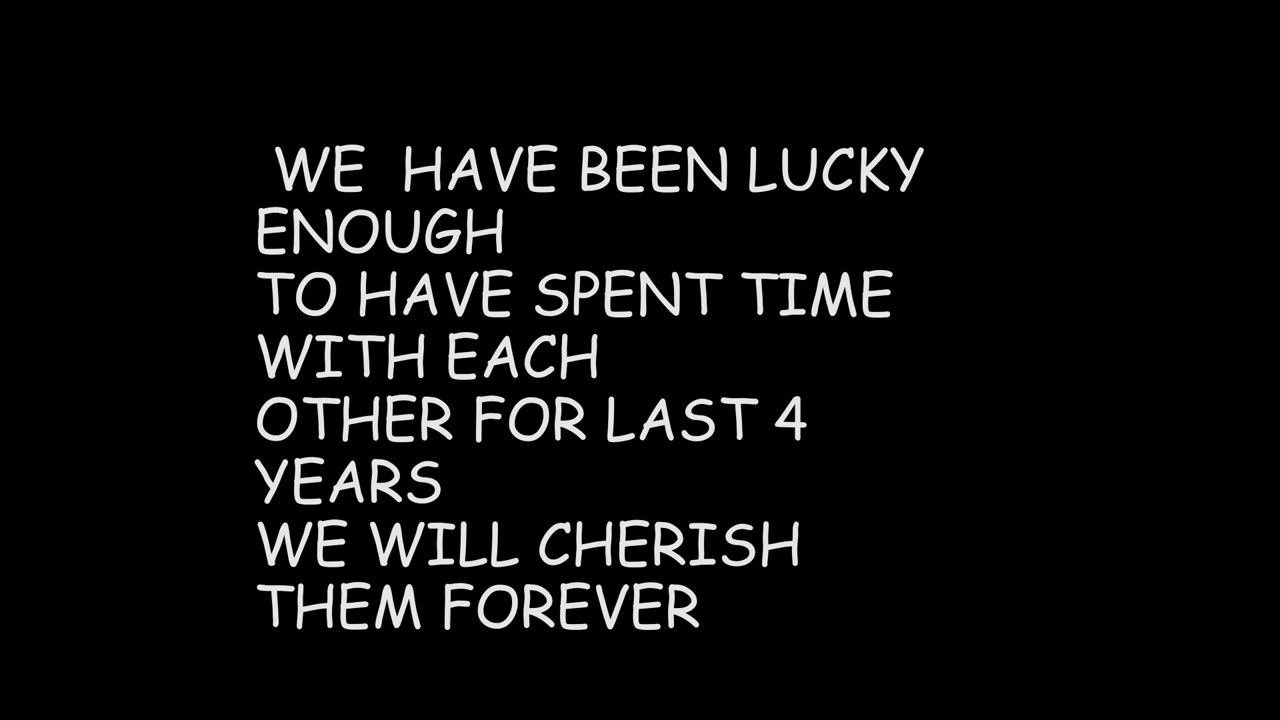 WE  HAVE BEEN LUCKY
ENOUGH
TO HAVE SPENT TIME
WITH EACH
OTHER FOR LAST 4
YEARS
WE WILL CHERISH
THEM FOREVER